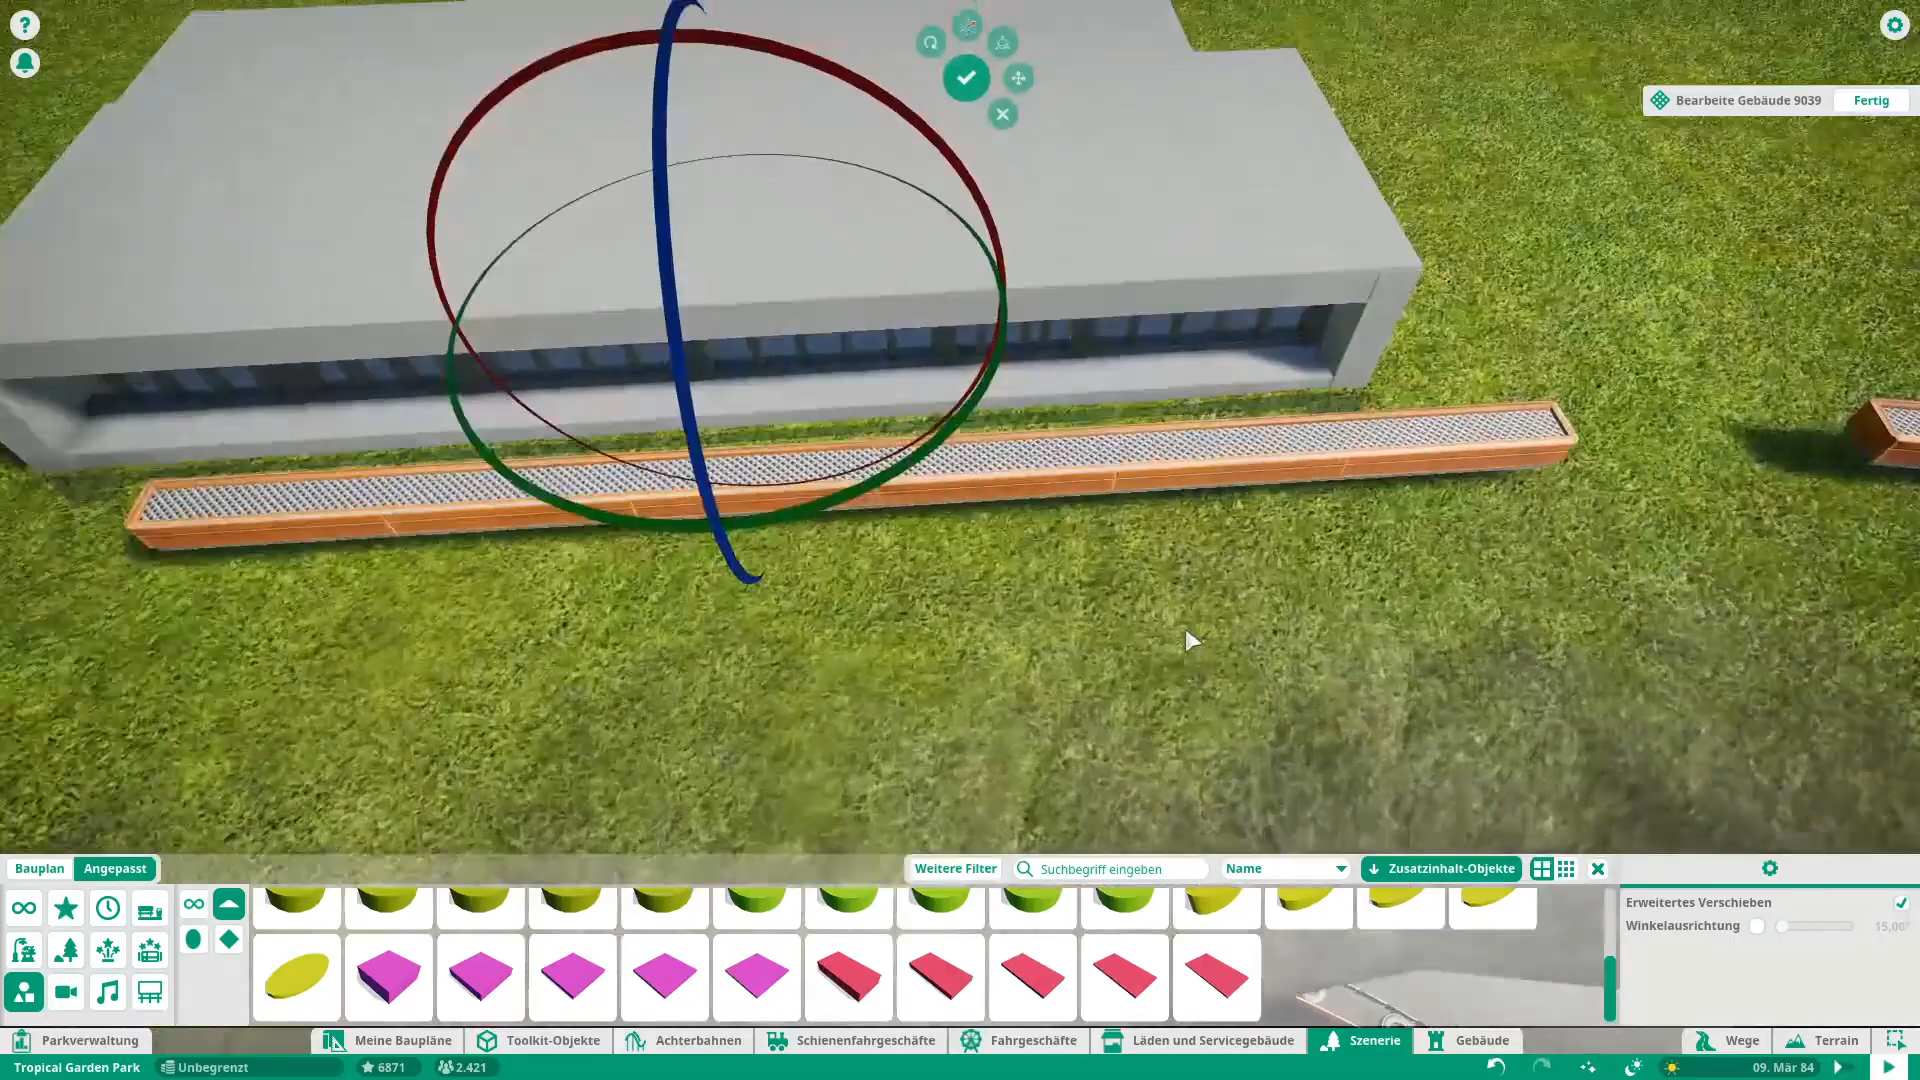 ?
Bearbeite Gebäude 9039
Fertig
Bauplan
Angepasst
Weitere Filter
Suchbegriff eingeben
Name
Zusatzinhalt-Objekte
Erweitertes Verschieben
Winkelausrichtung
15,00°
Parkverwaltung
Meine Baupläne
Toolkit-Objekte
Achterbahnen
Schienenfahrgeschäfte
Fahrgeschäfte
Läden und Servicegebäude
Szenerie
Gebäude
Wege
Terrain
Tropical Garden Park
Unbegrenzt
6871
2.421
09. Mär 84